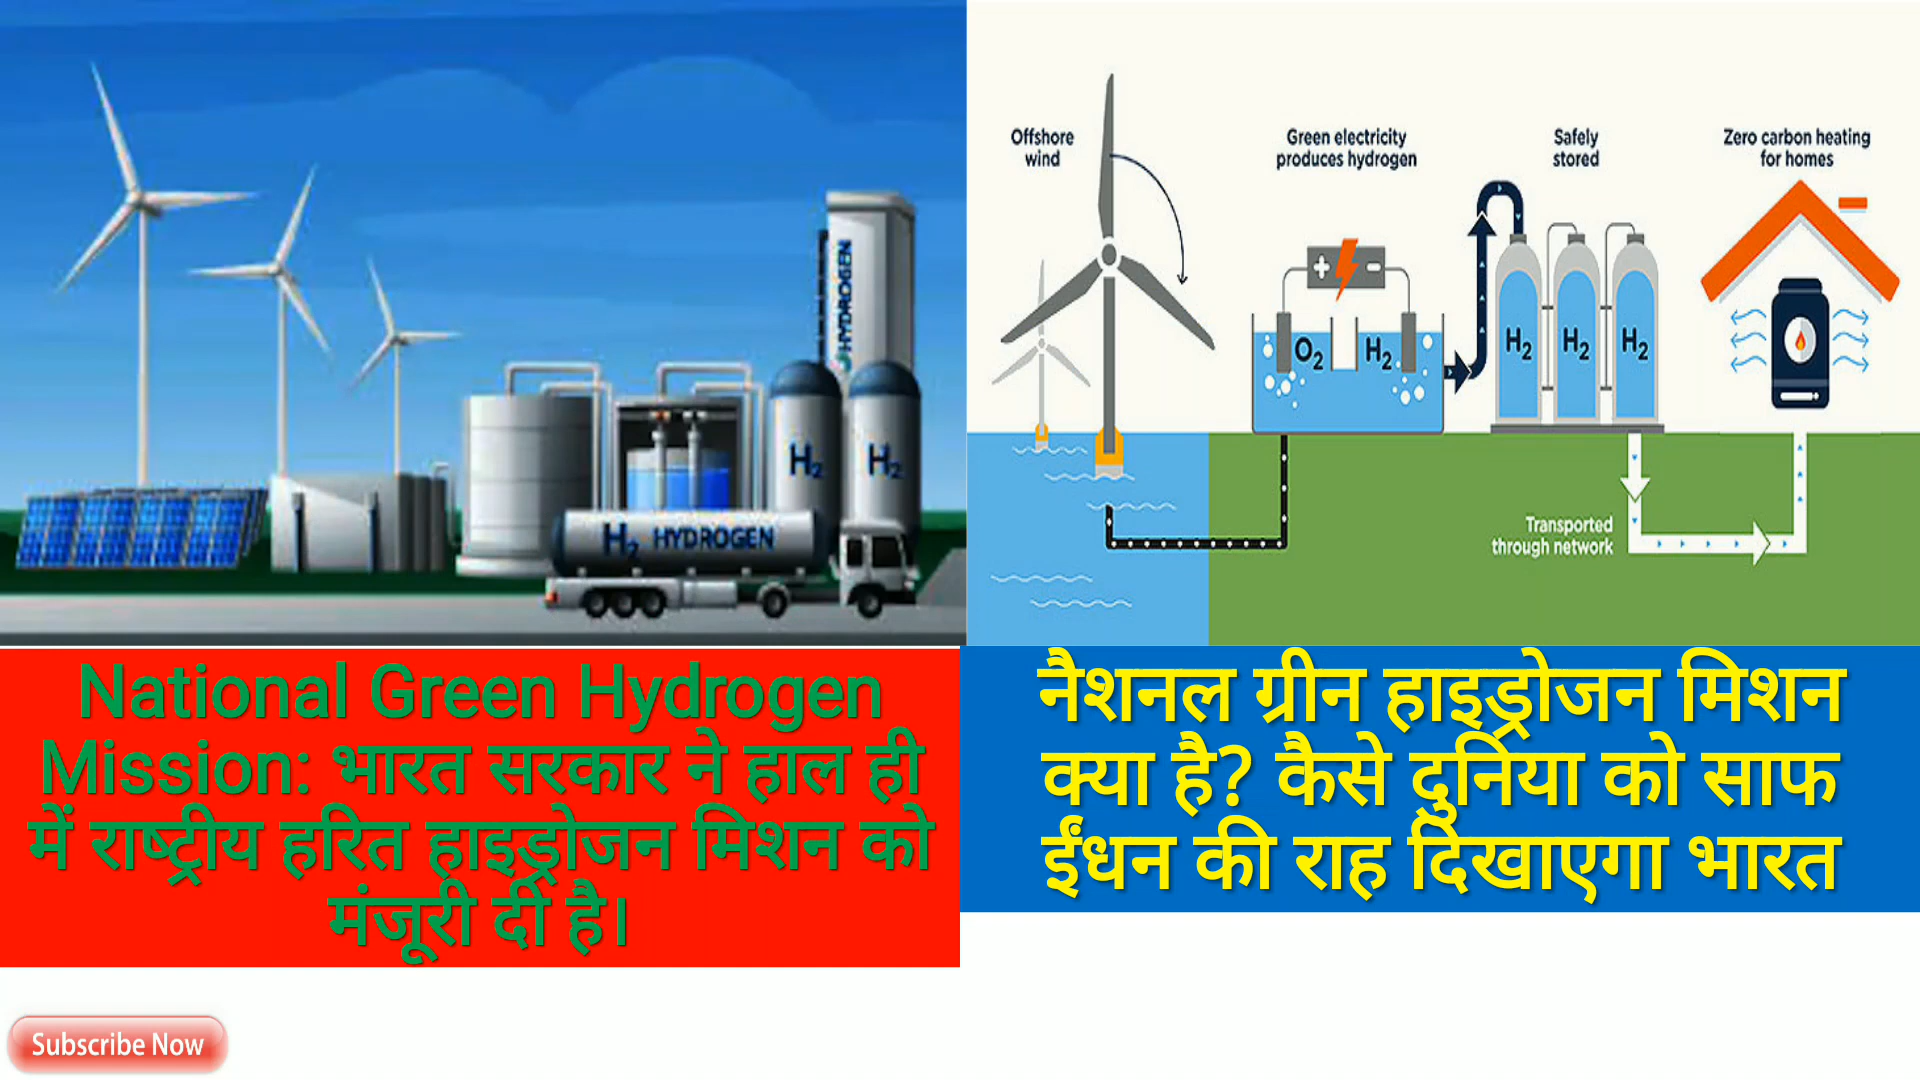 HYDROGEN
H2
H2
H2 HYDROGEN
Offshore
wind
Green electricity
produces hydrogen
Safely
stored
Zero carbon heating
for homes
O2
H2
H2
H2
H2
Transported
through network
National Green Hydrogen
Mission: भारत सरकार ने हाल ही
में राष्ट्रीय हरित हाइड्रोजन मिशन को
मंजूरी दी है।
नैशनल ग्रीन हाइड्रोजन मिशन
क्या है? कैसे दुनिया को साफ
ईंधन की राह दिखाएगा भारत
Subscribe Now